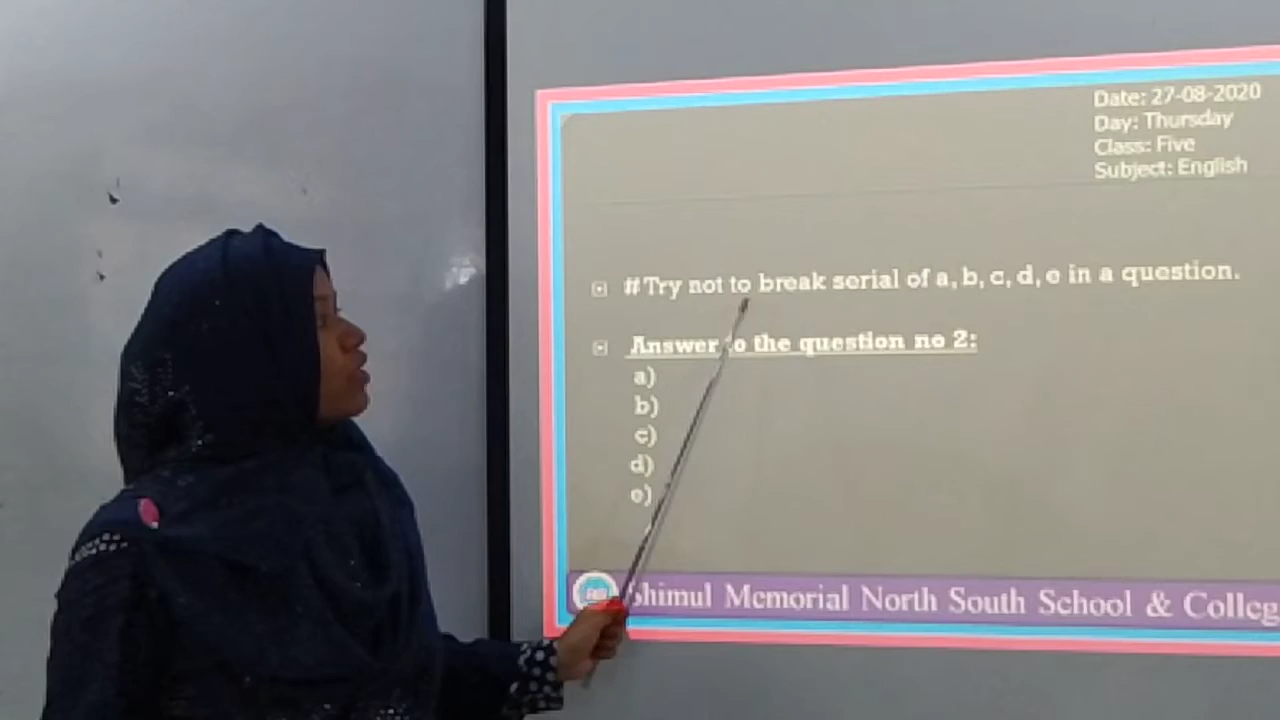 Date: 27-08-2020
Day: Thursday
Class: Five
Subject: English
#Try not to break serial of a, b, c, d, e in a question.
Answer to the question no 2:
a)
b)
c)
d)
e)
Shimul Memorial North South School & Colleg